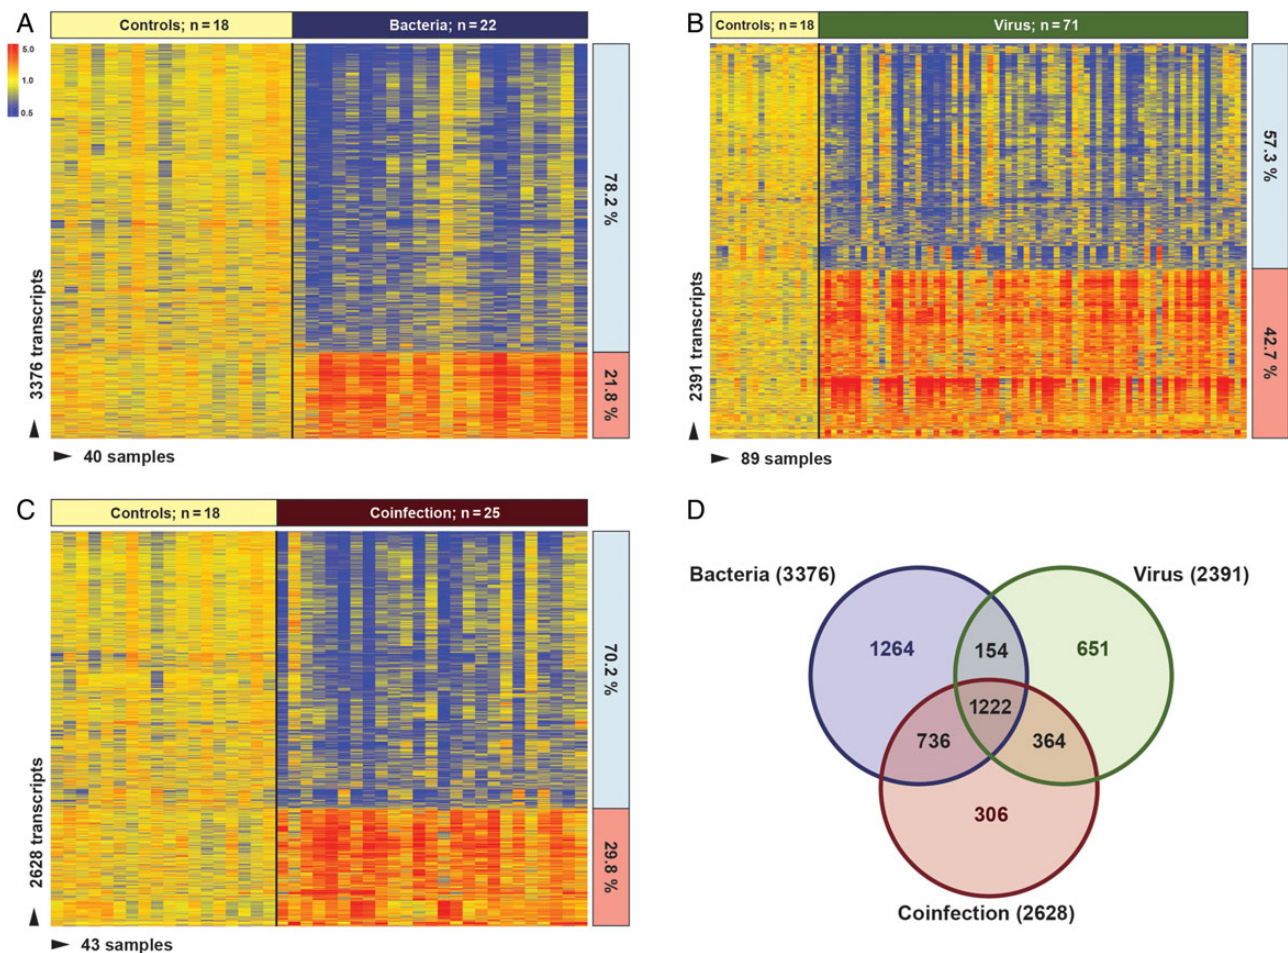 A
Controls; n=18
Bacteria; n=22
5.0
1.0
0.5
78.2 %
21.8 %
3376 transcripts
40 samples
B
Controls; n=18
Virus; n=71
57.3 %
42.7 %
2391 transcripts
89 samples
C
Controls; n=18
Coinfection; n=25
70.2 %
29.8 %
2628 transcripts
43 samples
D
Bacteria (3376)
Virus (2391)
1264
154
651
1222
736
364
306
Coinfection (2628)